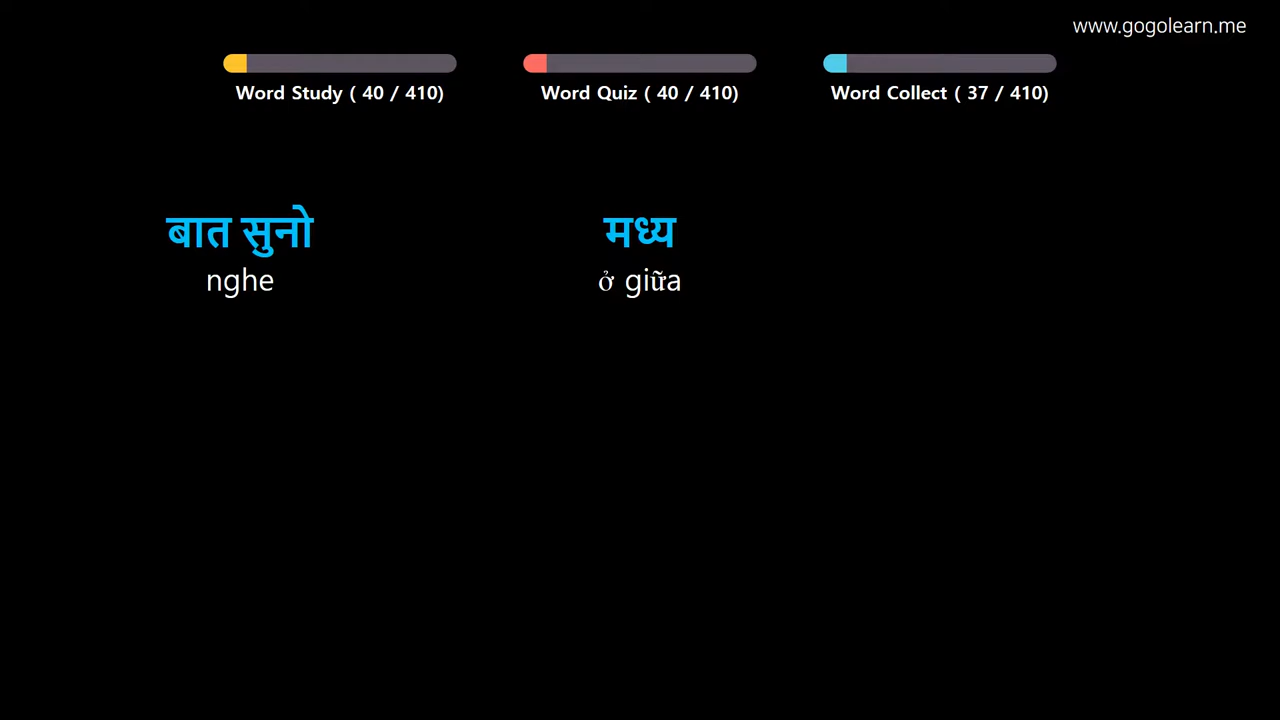 www.gogolearn.me
Word Study ( 40 / 410)
Word Quiz ( 40 / 410)
Word Collect ( 37 / 410)
बात सुनो
nghe
मध्य
ở giữa